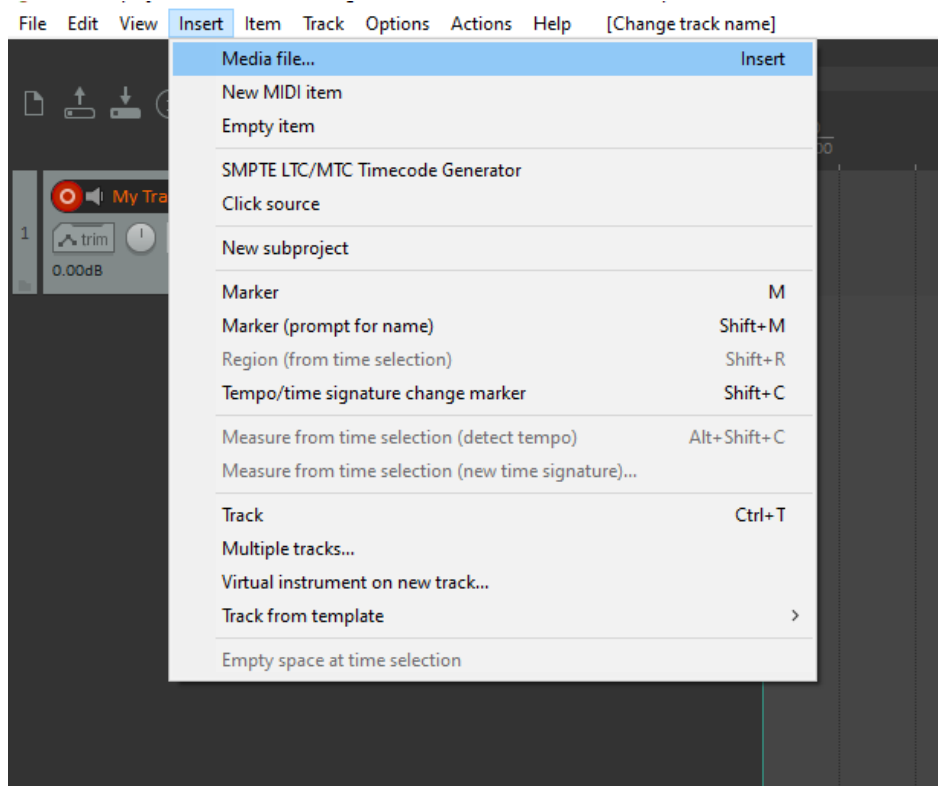 File Edit View Insert Item Track Options Actions Help [Change track name]
Media file... Insert
New MIDI item
Empty item
SMPTE LTC/MTC Timecode Generator
Click source
New subproject
Marker M
Marker (prompt for name) Shift+M
Region (from time selection) Shift+R
Tempo/time signature change marker Shift+C
Measure from time selection (detect tempo) Alt+Shift+C
Measure from time selection (new time signature)...
Track Ctrl+T
Multiple tracks...
Virtual instrument on new track...
Track from template
Empty space at time selection
My Tra
1 trim
0.00dB